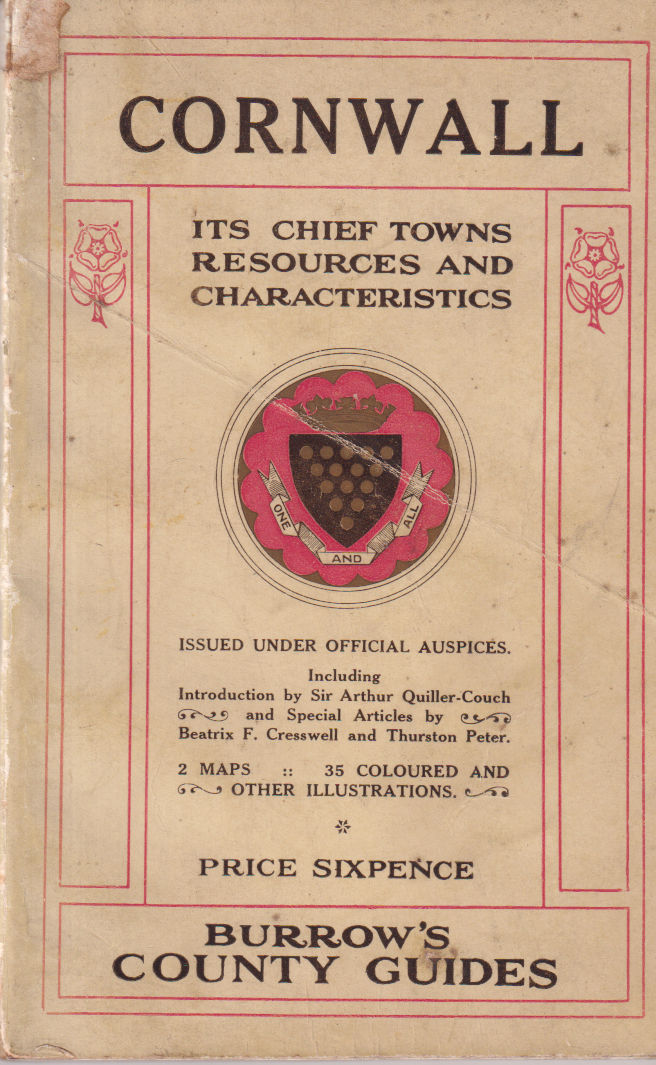 CORNWALL
ITS CHIEF TOWNS
RESOURCES AND
CHARACTERISTICS
ONE
AND
ALL
ISSUED UNDER OFFICIAL AUSPICES.
Including
Introduction by Sir Arthur Quiller-Couch
and Special Articles by
Beatrix F. Cresswell and Thurston Peter.
2 MAPS :: 35 COLOURED AND
OTHER ILLUSTRATIONS.
PRICE SIXPENCE
BURROW'S
COUNTY GUIDES